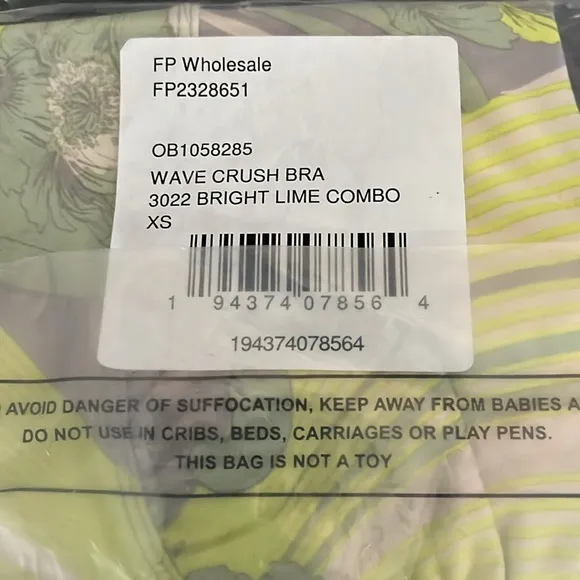 FP Wholesale
FP2328651
OB1058285
WAVE CRUSH BRA
3022 BRIGHT LIME COMBO
XS
1 94374 07856 4
194374078564
AVOID DANGER OF SUFFOCATION, KEEP AWAY FROM BABIES A
DO NOT USE IN CRIBS, BEDS, CARRIAGES OR PLAY PENS.
THIS BAG IS NOT A TOY